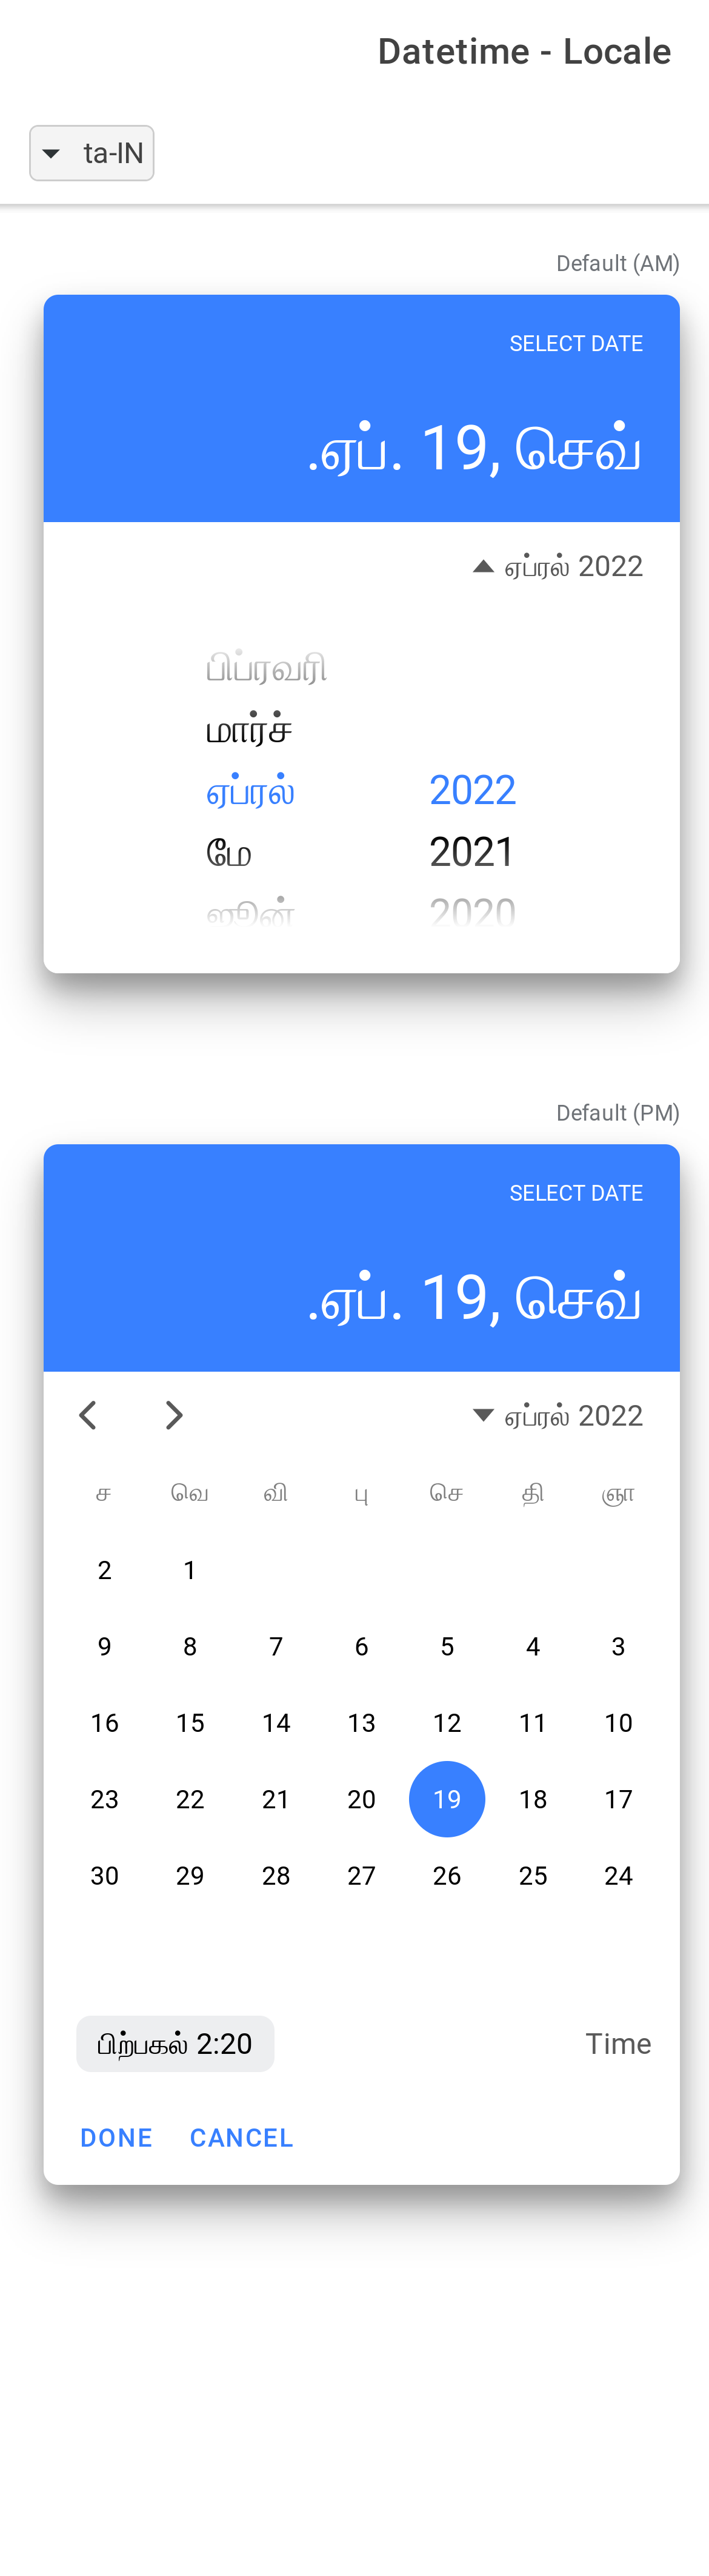 Datetime - Locale
ta-IN
Default (AM)
SELECT DATE
.ஏப். 19, செவ்
ஏப்ரல் 2022
பிப்ரவரி
மார்ச்
ஏப்ரல் 2022
மே 2021
ஜூன் 2020
Default (PM)
SELECT DATE
.ஏப். 19, செவ்
ஏப்ரல் 2022
ச வெ வி பு செ தி ஞா
2 1
9 8 7 6 5 4 3
16 15 14 13 12 11 10
23 22 21 20 19 18 17
30 29 28 27 26 25 24
பிற்பகல் 2:20 Time
DONE CANCEL